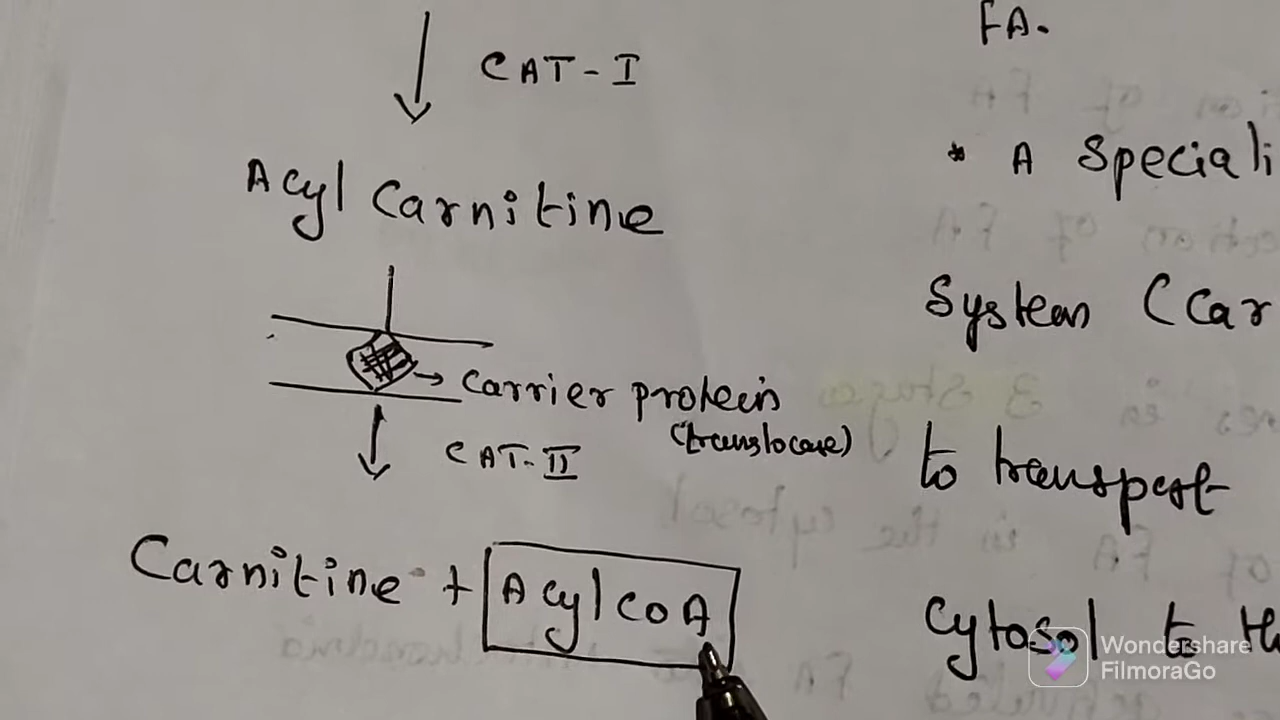 CAT-I
Acyl Carnitine
→ Carrier protein
(translocase)
CAT-II
Carnitine + Acyl CoA
FA.
* A Speciali
System (Car
to transport
Cytosol to th
Wondershare
FilmoraGo